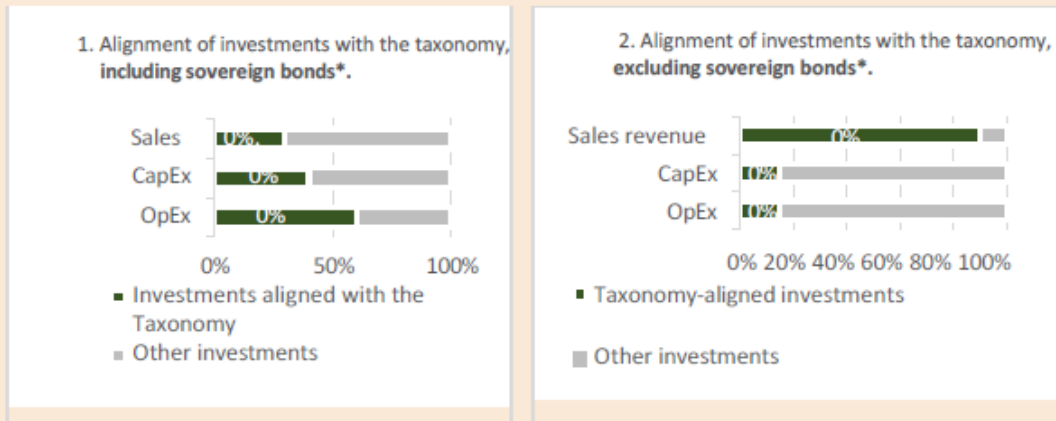 1. Alignment of investments with the taxonomy,
including sovereign bonds*.
Sales
0%.
CapEx
0%
OpEx
0%
0% 50% 100%
Investments aligned with the
Taxonomy
Other investments
2. Alignment of investments with the taxonomy,
excluding sovereign bonds*.
Sales revenue
0%
CapEx
0%
OpEx
0%
0% 20% 40% 60% 80% 100%
Taxonomy-aligned investments
Other investments